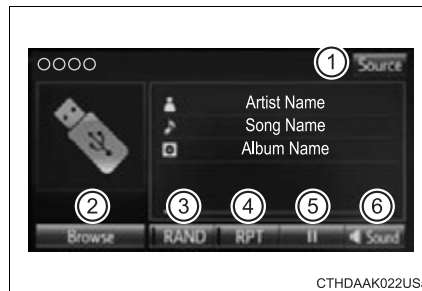 ○○○○
1
Source
Artist Name
Song Name
Album Name
2
3
4
5
6
Browse
RAND
RPT
II
Sound
CTHDAAK022US